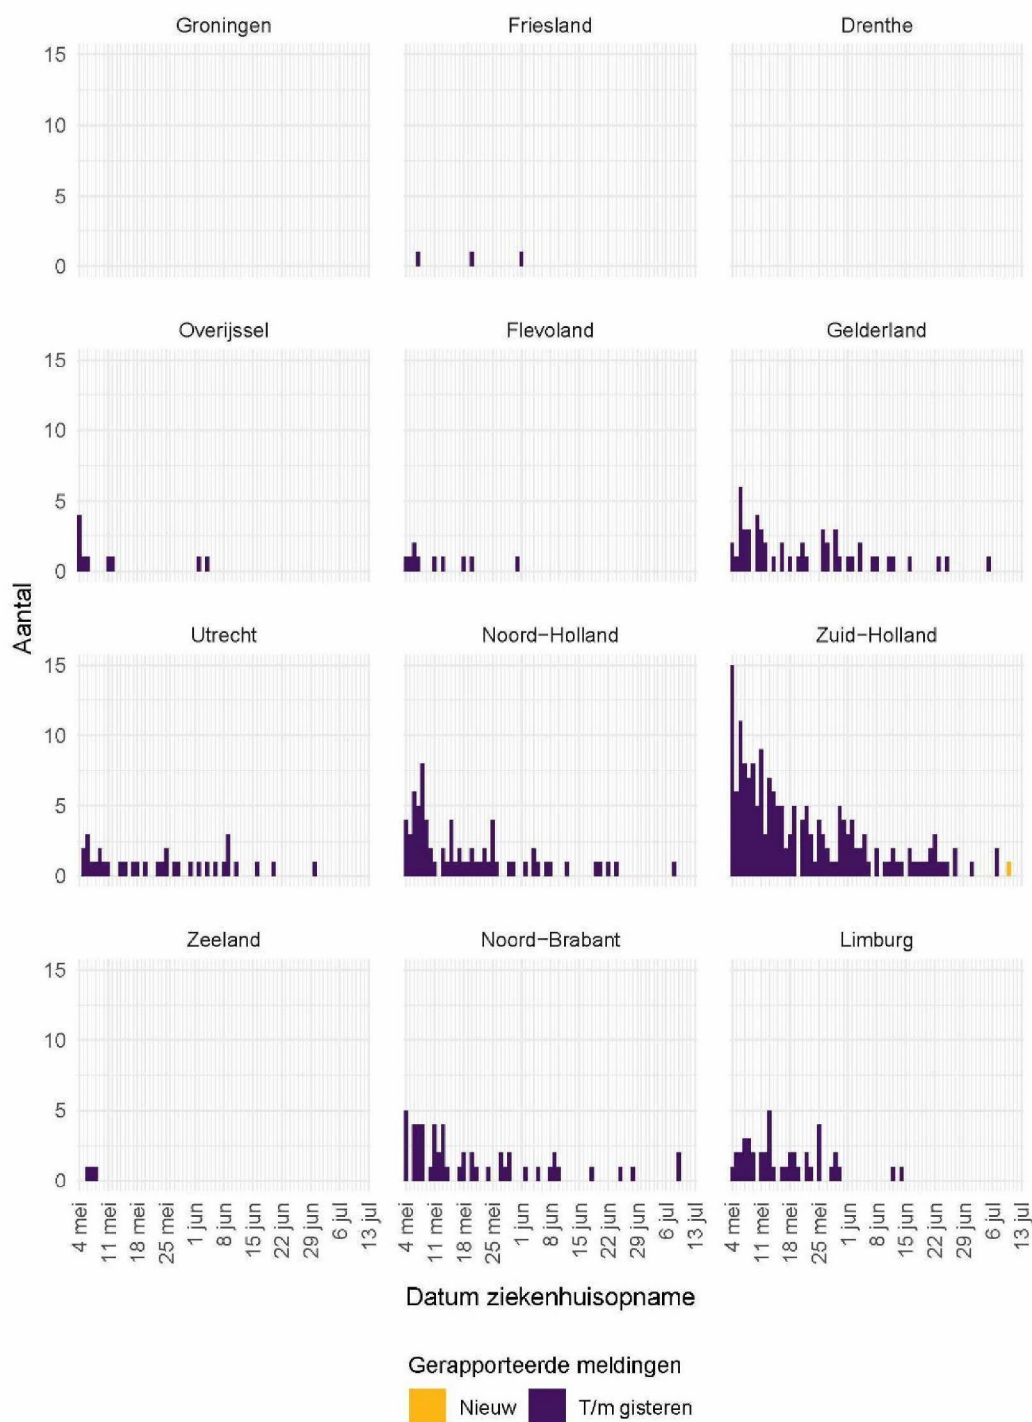 Groningen Friesland Drenthe
15
10
5
0
Overijssel Flevoland Gelderland
15
10
5
0
Aantal
Utrecht Noord-Holland Zuid-Holland
15
10
5
0
Zeeland Noord-Brabant Limburg
15
10
5
0
4 mei 11 mei 18 mei 25 mei 1 jun 8 jun 15 jun 22 jun 29 jun 6 jul 13 jul 4 mei 11 mei 18 mei 25 mei 1 jun 8 jun 15 jun 22 jun 29 jun 6 jul 13 jul 4 mei 11 mei 18 mei 25 mei 1 jun 8 jun 15 jun 22 jun 29 jun 6 jul 13 jul
Datum ziekenhuisopname
Gerapporteerde meldingen
Nieuw T/m gisteren